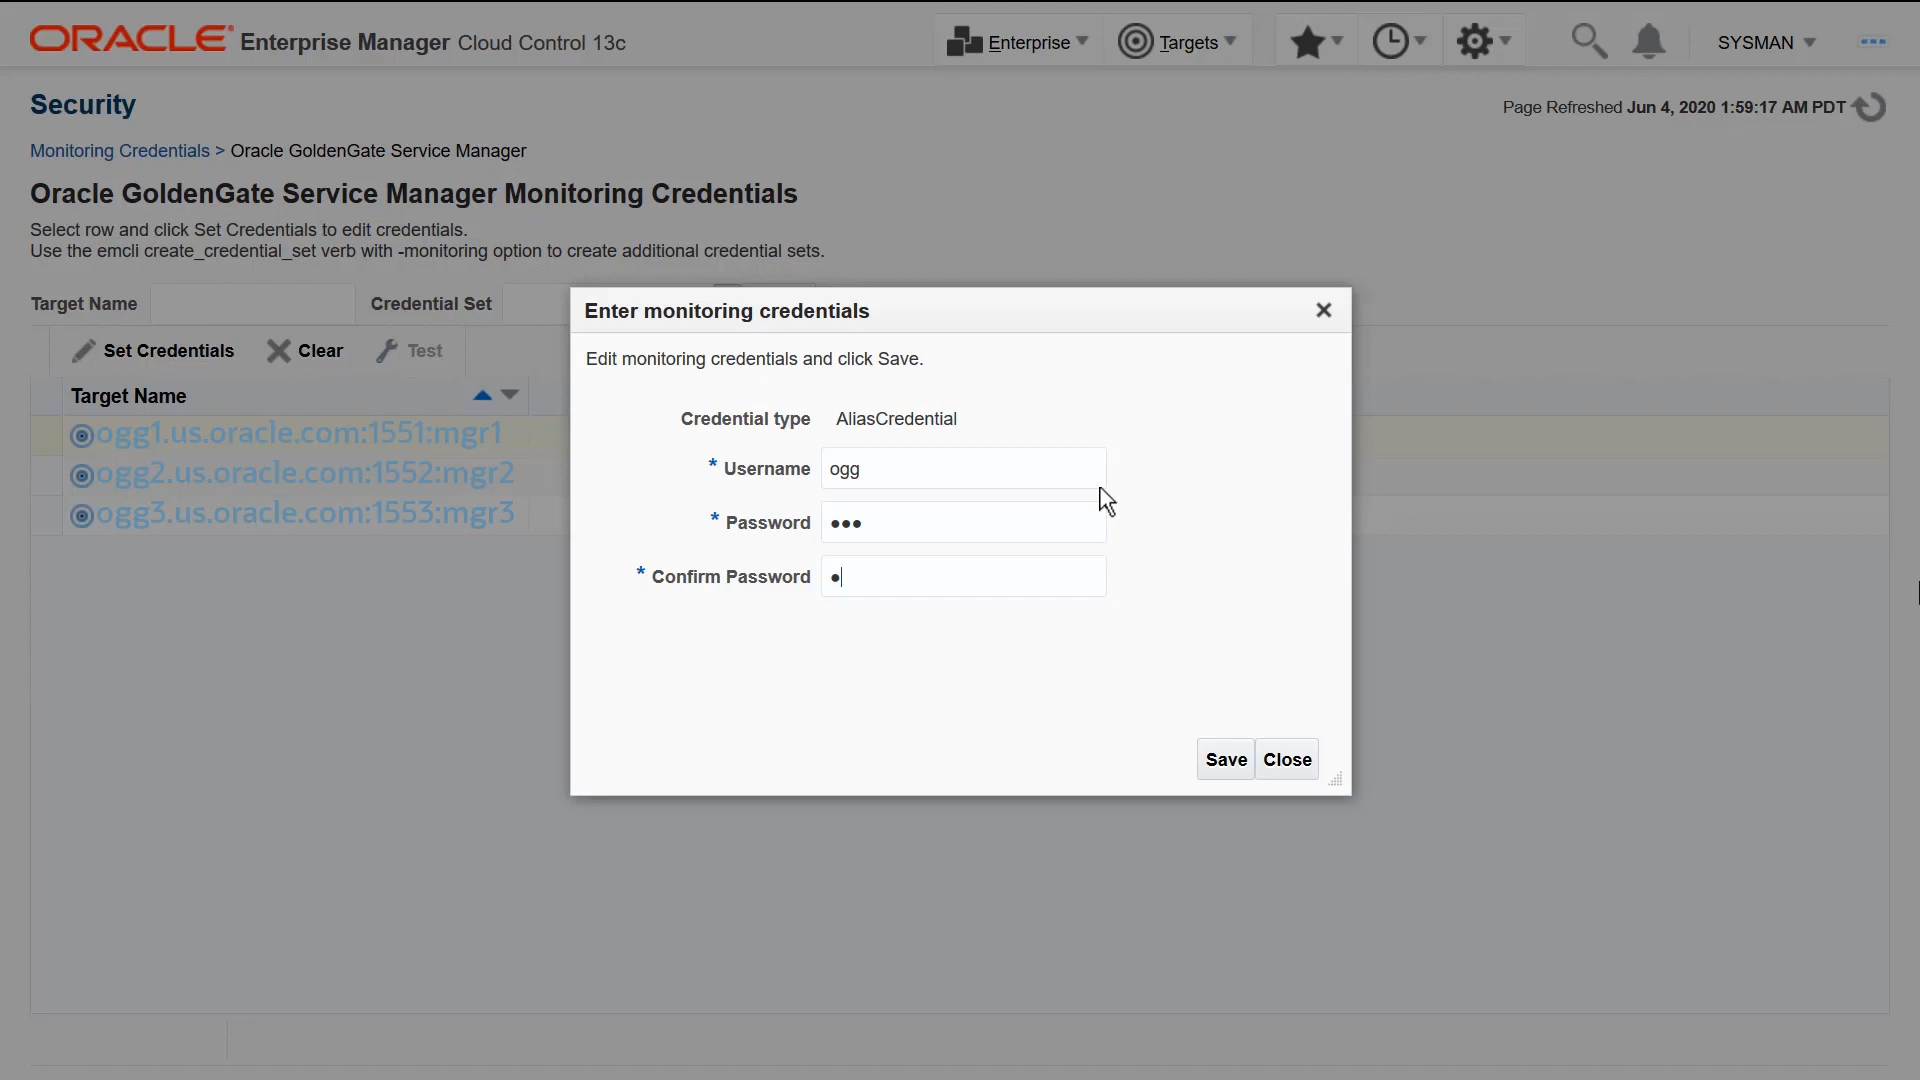 ORACLE Enterprise Manager Cloud Control 13c
Enterprise
Targets
SYSMAN
Security
Page Refreshed Jun 4, 2020 1:59:17 AM PDT
Monitoring Credentials > Oracle GoldenGate Service Manager
Oracle GoldenGate Service Manager Monitoring Credentials
Select row and click Set Credentials to edit credentials.
Use the emcli create_credential_set verb with -monitoring option to create additional credential sets.
Target Name
Credential Set
Set Credentials
Clear
Test
Target Name
ogg1.us.oracle.com:1551:mgr1
ogg2.us.oracle.com:1552:mgr2
ogg3.us.oracle.com:1553:mgr3
Enter monitoring credentials
Edit monitoring credentials and click Save.
Credential type AliasCredential
* Username ogg
* Password •••
* Confirm Password •
Save
Close